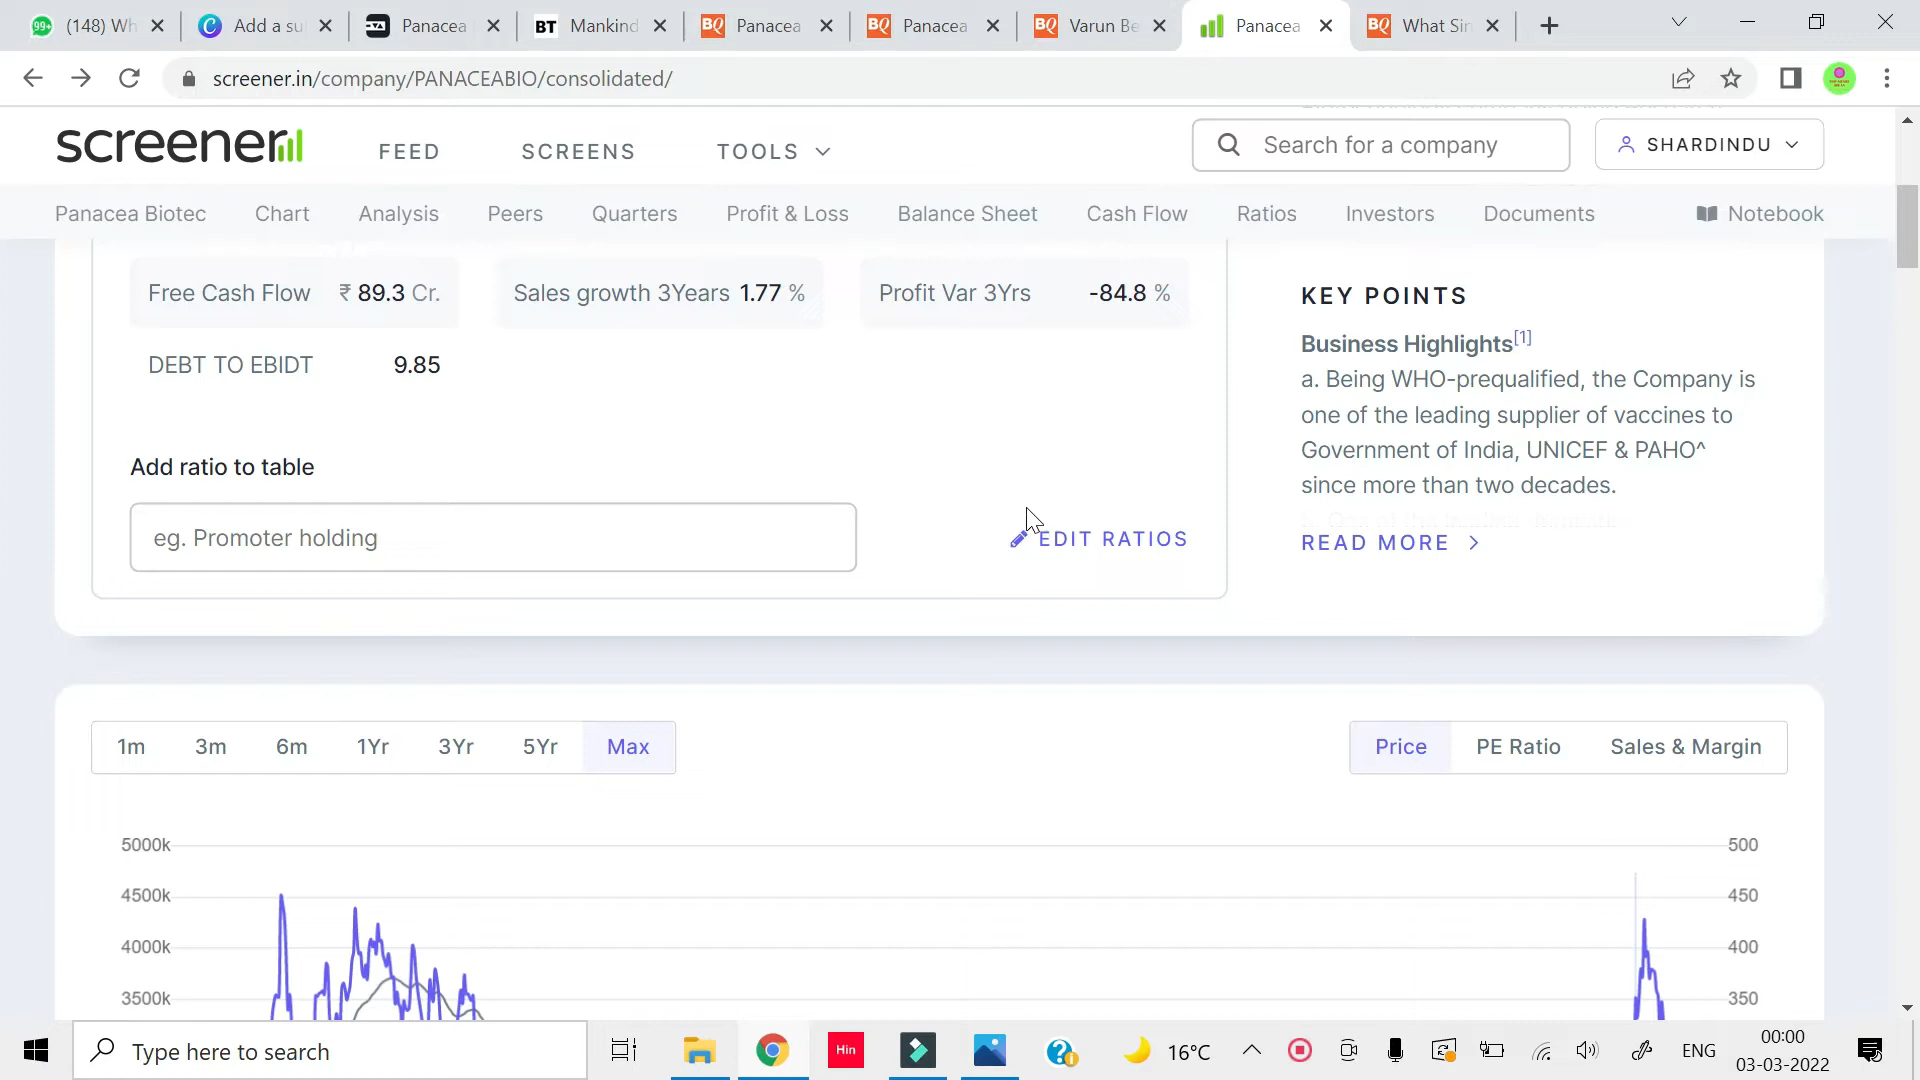 (148) Wh
Add a su
Panacea
BT Mankind
BQ Panacea
BQ Panacea
BQ Varun Be
Panacea
BQ What Sin
screener.in/company/PANACEABIO/consolidated/
screener
FEED
SCREENS
TOOLS
Search for a company
SHARDINDU
Panacea Biotec
Chart
Analysis
Peers
Quarters
Profit & Loss
Balance Sheet
Cash Flow
Ratios
Investors
Documents
Notebook
Free Cash Flow ₹ 89.3 Cr.
Sales growth 3Years 1.77 %
Profit Var 3Yrs -84.8 %
DEBT TO EBIDT 9.85
Add ratio to table
eg. Promoter holding
EDIT RATIOS
KEY POINTS
Business Highlights[1]
a. Being WHO-prequalified, the Company is
one of the leading supplier of vaccines to
Government of India, UNICEF & PAHO^
since more than two decades.
READ MORE
1m 3m 6m 1Yr 3Yr 5Yr Max
Price PE Ratio Sales & Margin
5000k 500
4500k 450
4000k 400
3500k 350
Type here to search
Hin
16°C
ENG
00:00
03-03-2022